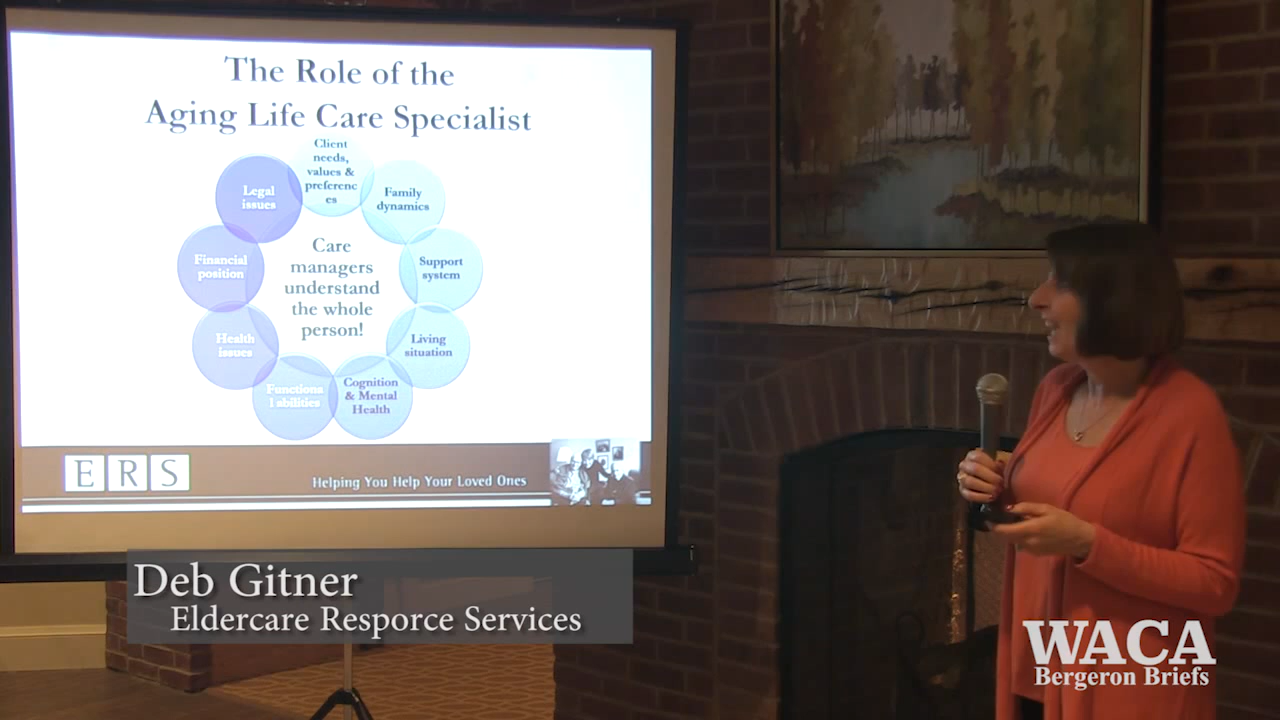 The Role of the
Aging Life Care Specialist
Client
needs,
values &
preferenc
es
Family
dynamics
Support
system
Living
situation
Cognition
& Mental
Health
Functiona
l abilities
Health
issues
Financial
position
Legal
issues
Care
managers
understand
the whole
person!
ERS
Helping You Help Your Loved Ones
Deb Gitner
Eldercare Resporce Services
WACA
Bergeron Briefs